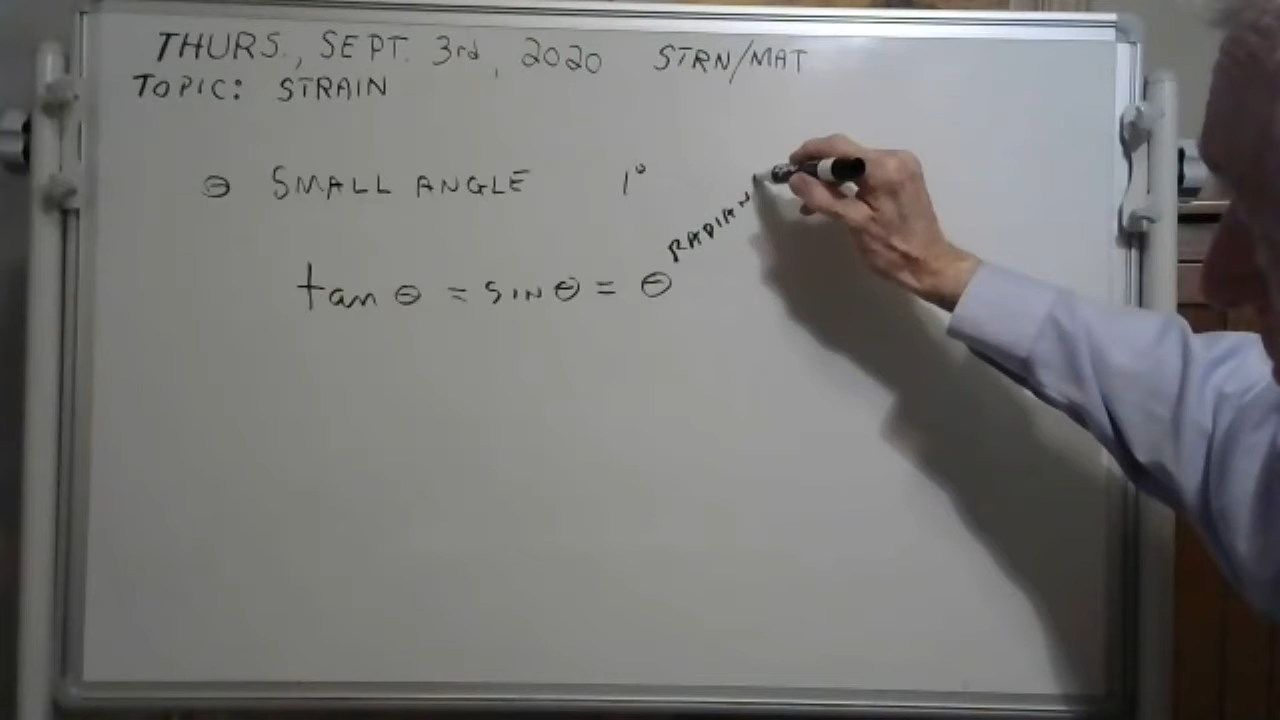 THURS., SEPT. 3rd, 2020 STRN/MAT
TOPIC: STRAIN
⊖ SMALL ANGLE 1°
tan θ = SIN θ = θ RADIAN